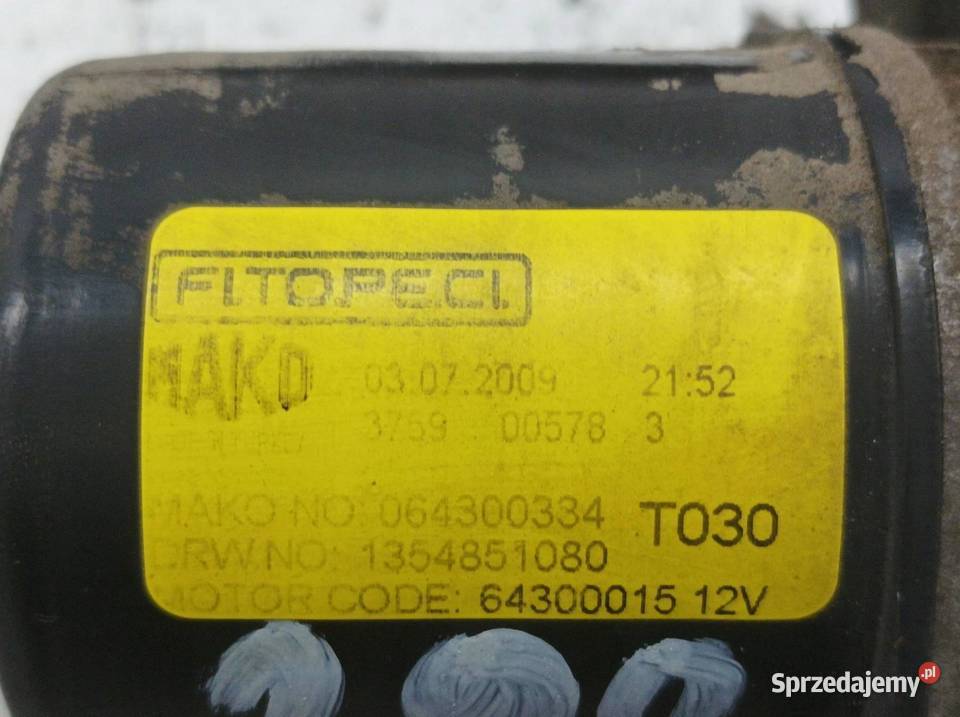 F.I.T.O.P.E.C.I.
MAKO 03.07.2009 21:52
3759 00578 3
MAKO NO: 064300334 T030
DRW.NO: 1354851080
MOTOR CODE: 64300015 12V
Sprzedajemy.pl